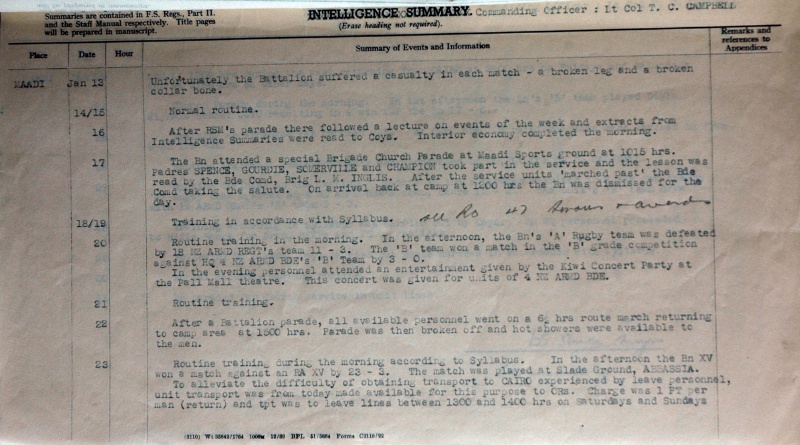 Summaries are contained in F.S. Regs., Part II.
and the Staff Manual respectively. Title pages
will be prepared in manuscript.
INTELLIGENCE SUMMARY.
(Erase heading not required).
Commanding Officer : Lt Col T. C. CAMPBELL
Place
Date
Hour
Summary of Events and Information
Remarks and
references to
Appendices
MAADI Jan 13 Unfortunately the Battalion suffered a casualty in each match - a broken leg and a broken
collar bone.
14/15 Normal routine.
16 After RSM's parade there followed a lecture on events of the week and extracts from
Intelligence Summaries were read to Coys. Interior economy completed the morning.
17 The Bn attended a special Brigade Church Parade at Maadi Sports ground at 1015 hrs.
Padres SPENCE, GOURDIE, SOMERVILLE and CHAMPION took part in the service and the lesson was
read by the Bde Comd, Brig L. M. INGLIS. After the service units 'marched past' the Bde
Comd taking the salute. On arrival back at camp at 1200 hrs the Bn was dismissed for the
day.
18/19 Training in accordance with Syllabus.
20 Routine training in the morning. In the afternoon, the Bn's 'A' Rugby team was defeated
by 18 NZ ARMD REGT's team 11 - 3. The 'B' team won a match in the 'B' grade competition
against HQ 4 NZ ARMD BDE's 'B' Team by 3 - 0.
In the evening personnel attended an entertainment given by the Kiwi Concert Party at
the Pall Mall theatre. This concert was given for units of 4 NZ ARMD BDE.
21 Routine training.
22 After a Battalion parade, all available personnel went on a 6½ hrs route march returning
to camp area at 1500 hrs. Parade was then broken off and hot showers were available to
the men.
23 Routine training during the morning according to Syllabus. In the afternoon the Bn XV
won a match against an RA XV by 23 - 3. The match was played at Slade Ground, ABBASSIA.
To alleviate the difficulty of obtaining transport to CAIRO experienced by leave personnel,
unit transport was from today made available for this purpose to ORs. Charge was 1 PT per
man (return) and tpt was to leave lines between 1300 and 1400 hrs on Saturdays and Sundays